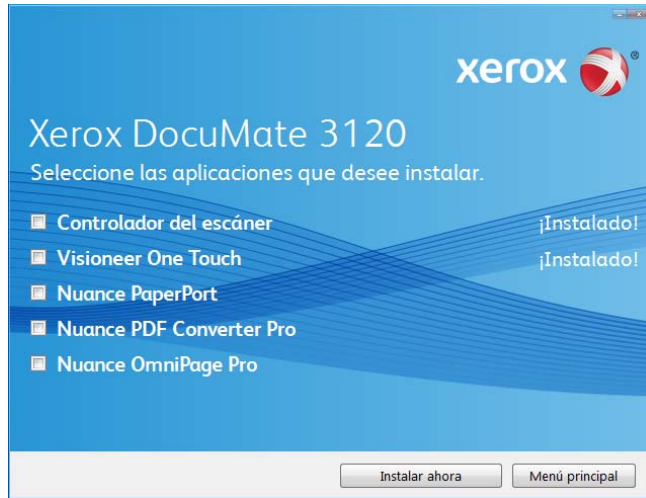 xerox ®
Xerox DocuMate 3120
Seleccione las aplicaciones que desee instalar.
Controlador del escáner ¡Instalado!
Visioneer One Touch ¡Instalado!
Nuance PaperPort
Nuance PDF Converter Pro
Nuance OmniPage Pro
Instalar ahora Menú principal